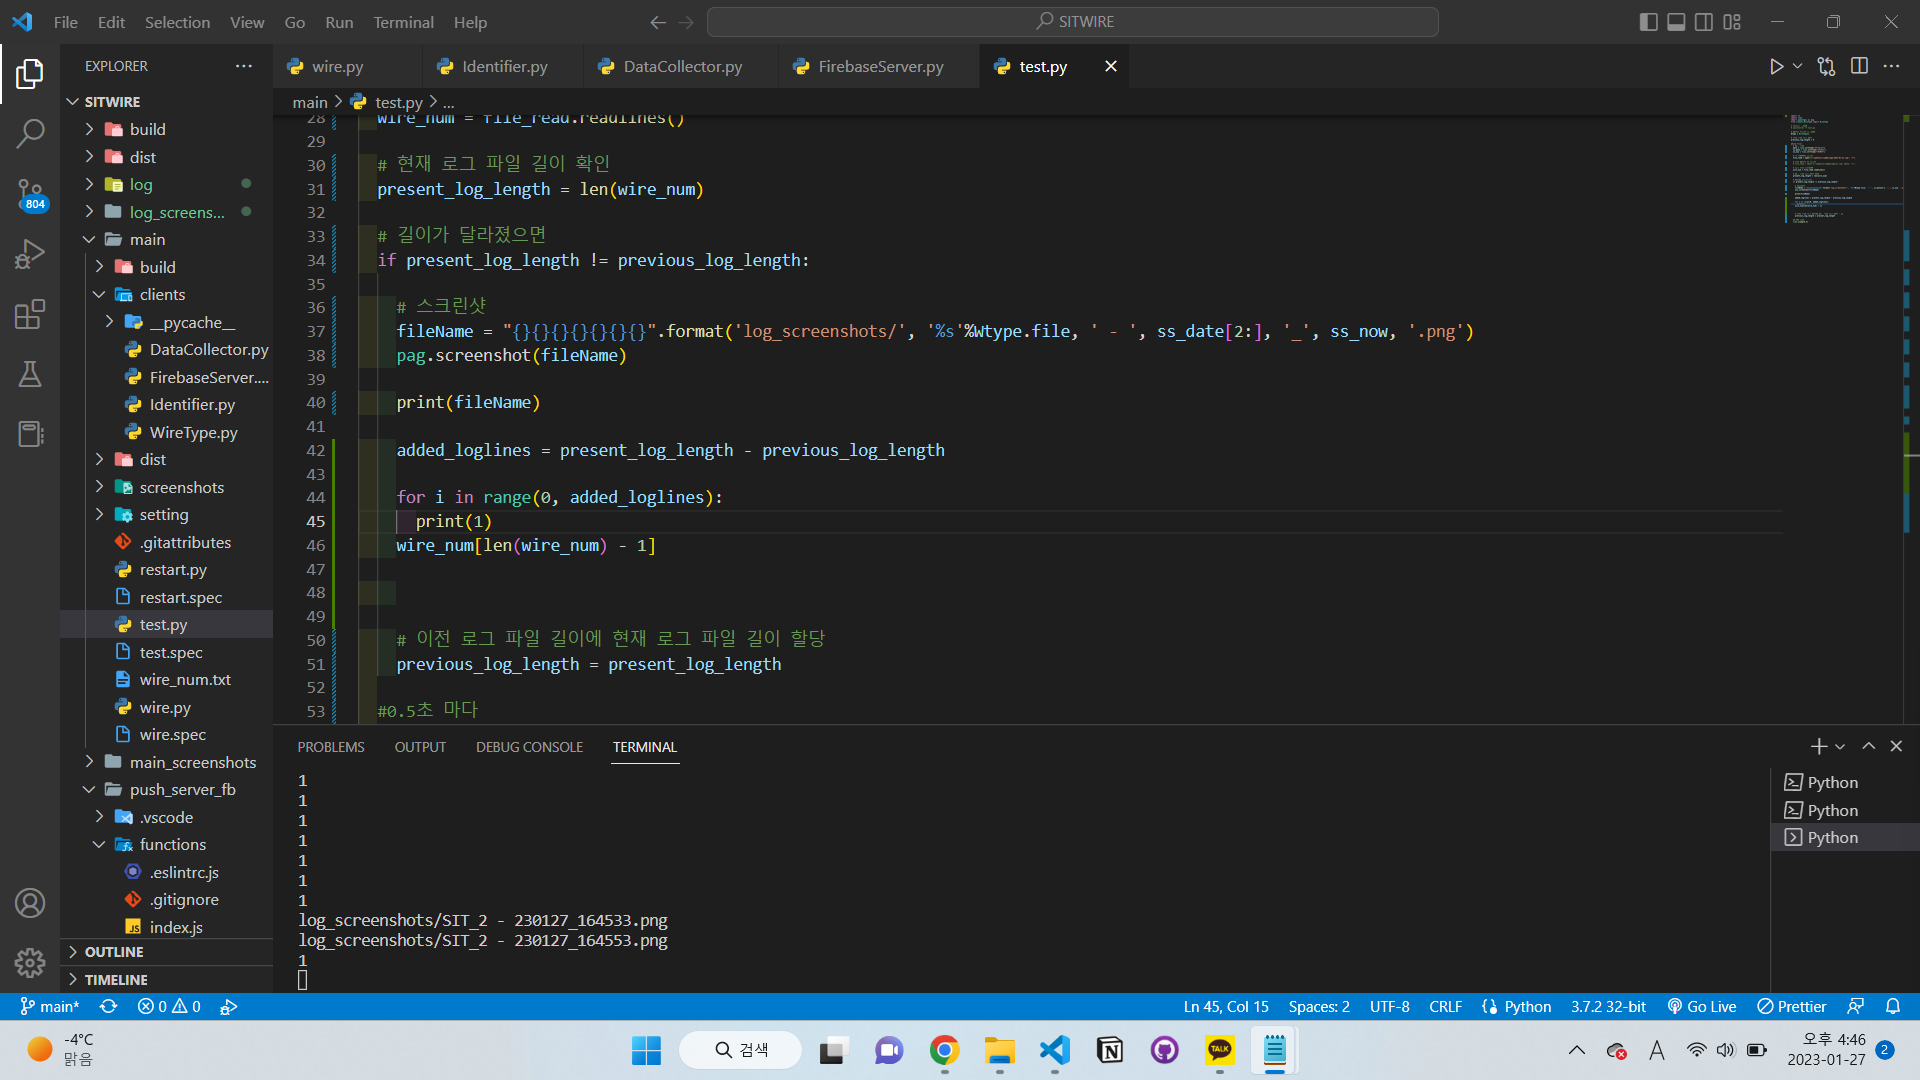 File Edit Selection View Go Run Terminal Help
SITWIRE
EXPLORER
SITWIRE
build
dist
log
log_screens...
main
build
clients
__pycache__
DataCollector.py
FirebaseServer....
Identifier.py
WireType.py
dist
screenshots
setting
.gitattributes
restart.py
restart.spec
test.py
test.spec
wire_num.txt
wire.py
wire.spec
main_screenshots
push_server_fb
.vscode
functions
.eslintrc.js
.gitignore
index.js
OUTLINE
TIMELINE
804
wire.py Identifier.py DataCollector.py FirebaseServer.py test.py
main > test.py > ...
28 wire_num = file_read.readlines()
29
30 # 현재 로그 파일 길이 확인
31 present_log_length = len(wire_num)
32
33 # 길이가 달라졌으면
34 if present_log_length != previous_log_length:
35
36 # 스크린샷
37 fileName = "{}{}{}{}{}{}{}".format('log_screenshots/', '%s'%Wtype.file, ' - ', ss_date[2:], '_', ss_now, '.png')
38 pag.screenshot(fileName)
39
40 print(fileName)
41
42 added_loglines = present_log_length - previous_log_length
43
44 for i in range(0, added_loglines):
45 print(1)
46 wire_num[len(wire_num) - 1]
47
48
49
50 # 이전 로그 파일 길이에 현재 로그 파일 길이 할당
51 previous_log_length = present_log_length
52
53 #0.5초 마다
PROBLEMS OUTPUT DEBUG CONSOLE TERMINAL
1
1
1
1
1
1
1
log_screenshots/SIT_2 - 230127_164533.png
log_screenshots/SIT_2 - 230127_164553.png
1
Python
Python
Python
main* 0 0 Ln 45, Col 15 Spaces: 2 UTF-8 CRLF Python 3.7.2 32-bit Go Live Prettier
-4°C
맑음
검색
TALK
A
오후 4:46
2023-01-27
2